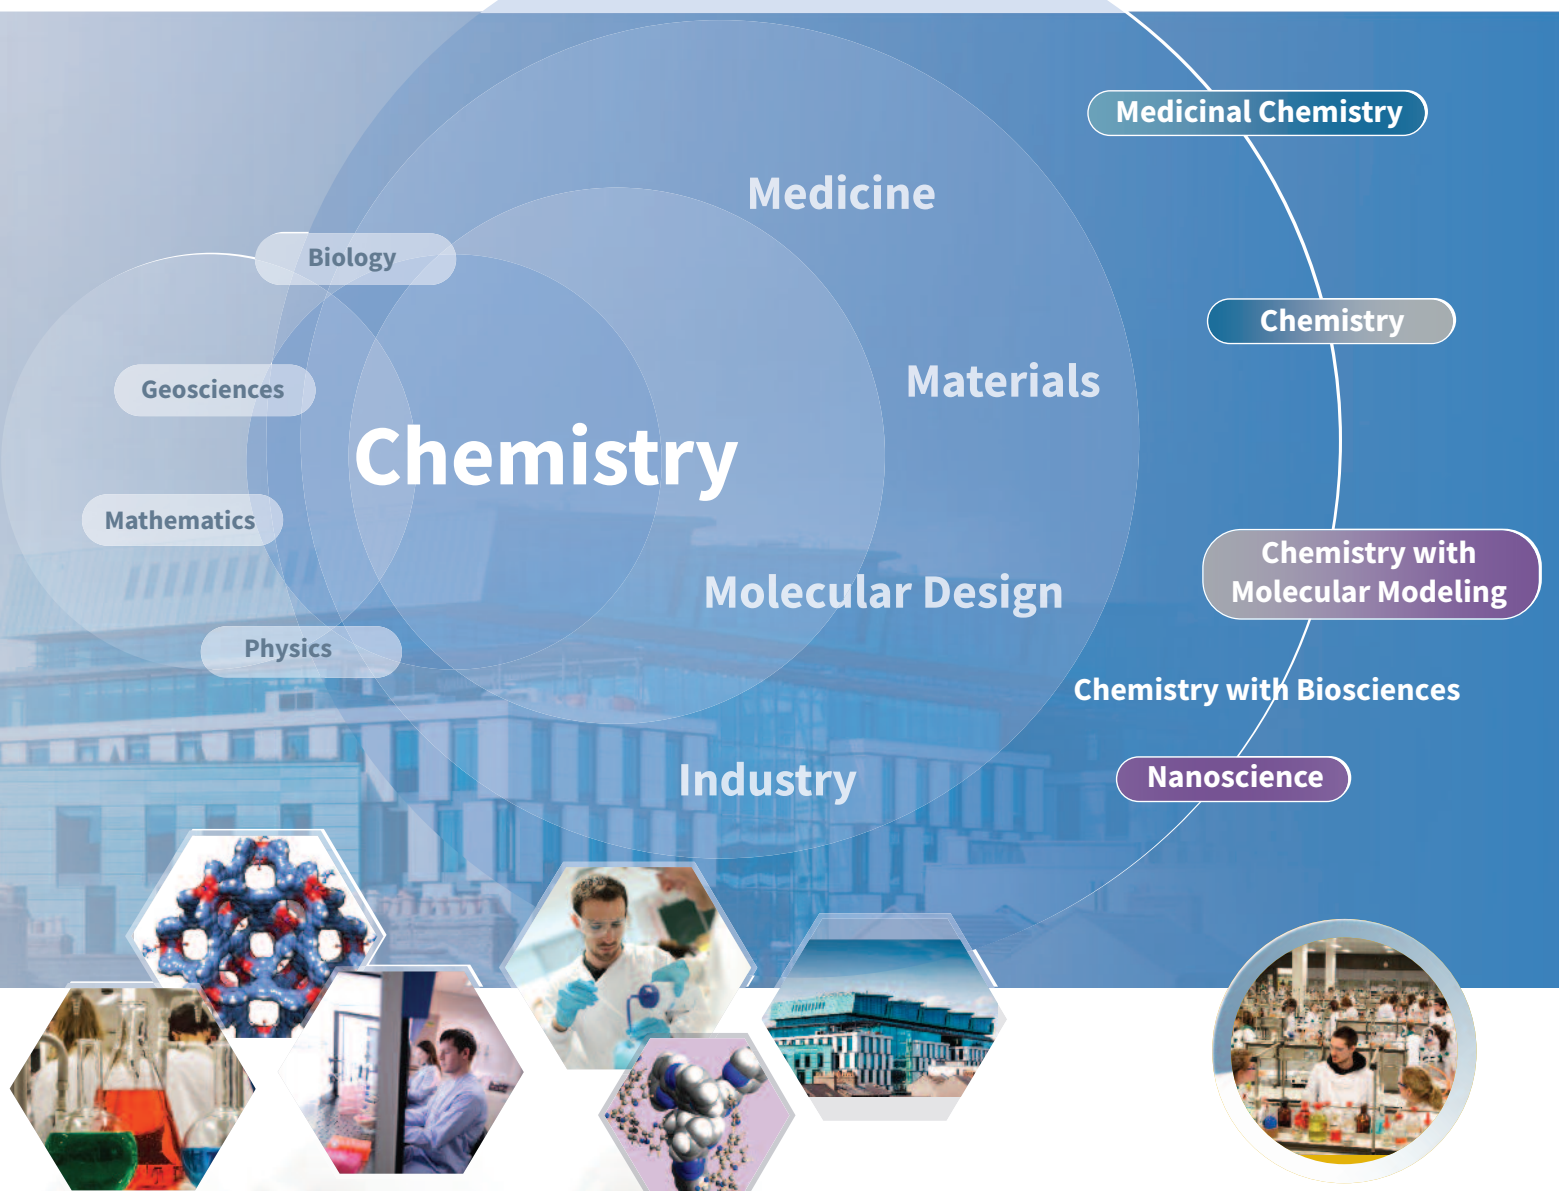 Medicinal Chemistry
Medicine
Biology
Chemistry
Geosciences
Materials
Chemistry
Mathematics
Chemistry with
Molecular Modeling
Molecular Design
Physics
Chemistry with Biosciences
Industry
Nanoscience